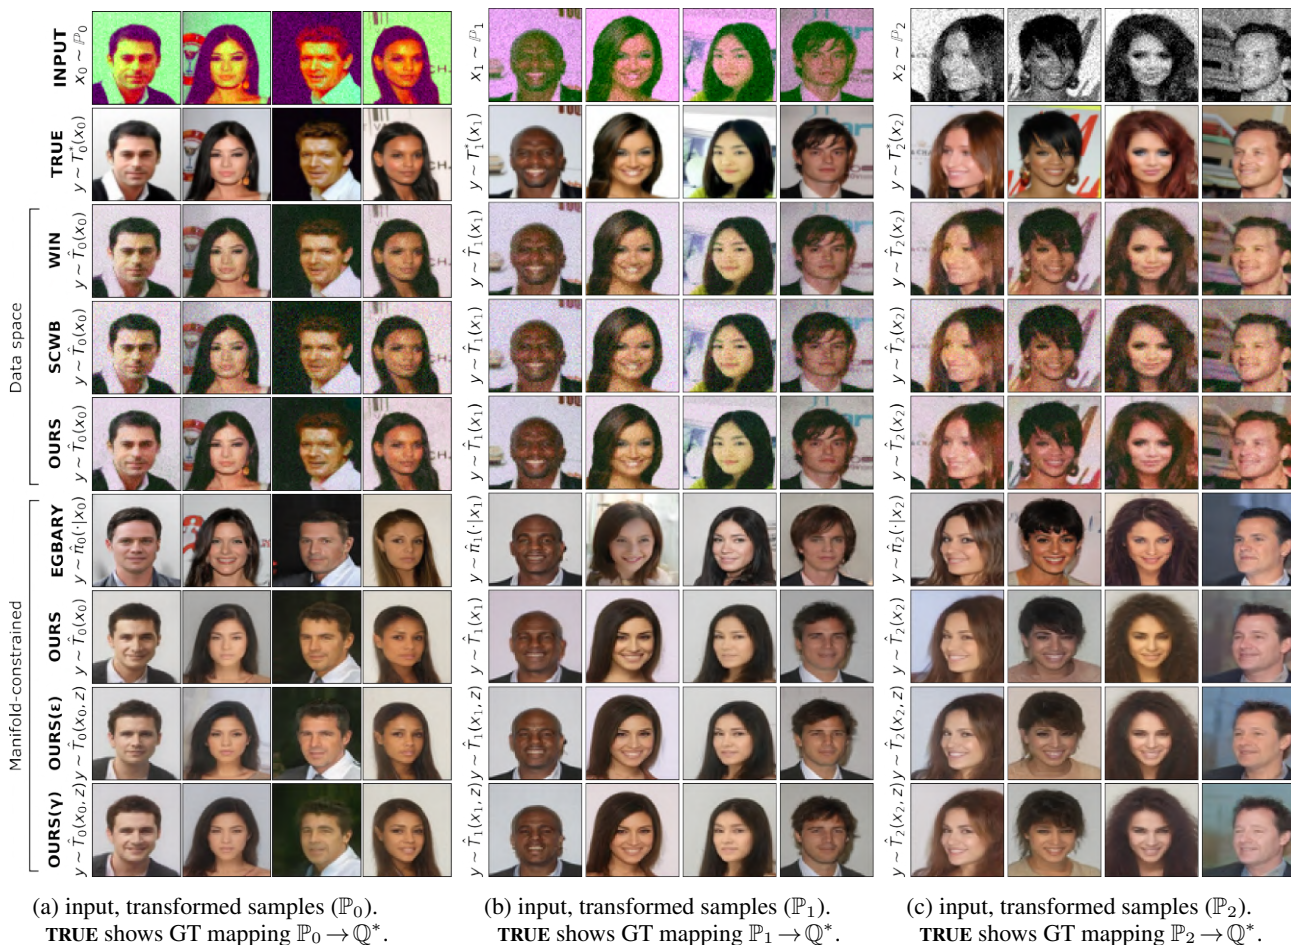 INPUT
x₀ ~ ℙ₀
TRUE
y ~ T₀*(x₀)
Data space
WIN
y ~ T̂₀(x₀)
SCWB
y ~ T̂₀(x₀)
OURS
y ~ T̂₀(x₀)
Manifold-constrained
EGBARY
y ~ n̂₀(·|x₀)
OURS
y ~ T̂₀(x₀)
OURS(ε)
y ~ T̂₀(x₀, z)
OURS(γ)
y ~ T̂₀(x₀, z)
(a) input, transformed samples (ℙ₀).
TRUE shows GT mapping ℙ₀ → ℚ*.
x₁ ~ ℙ₁
y ~ T₁*(x₁)
y ~ T̂₁(x₁)
y ~ T̂₁(x₁)
y ~ T̂₁(x₁)
y ~ n̂₁(·|x₁)
y ~ T̂₁(x₁)
y ~ T̂₁(x₁, z)
y ~ T̂₁(x₁, z)
(b) input, transformed samples (ℙ₁).
TRUE shows GT mapping ℙ₁ → ℚ*.
x₂ ~ ℙ₂
y ~ T₂*(x₂)
y ~ T̂₂(x₂)
y ~ T̂₂(x₂)
y ~ T̂₂(x₂)
y ~ n̂₂(·|x₂)
y ~ T̂₂(x₂)
y ~ T̂₂(x₂, z)
y ~ T̂₂(x₂, z)
(c) input, transformed samples (ℙ₂).
TRUE shows GT mapping ℙ₂ → ℚ*.